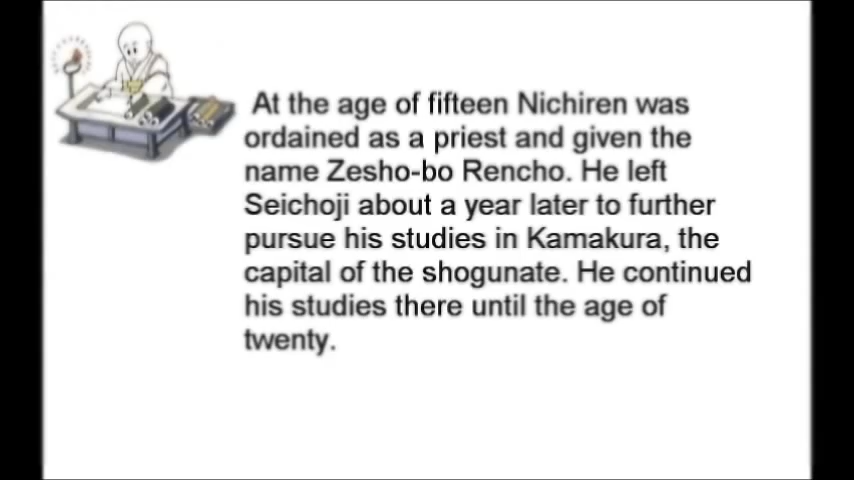 At the age of fifteen Nichiren was
ordained as a priest and given the
name Zesho-bo Rencho. He left
Seichoji about a year later to further
pursue his studies in Kamakura, the
capital of the shogunate. He continued
his studies there until the age of
twenty.